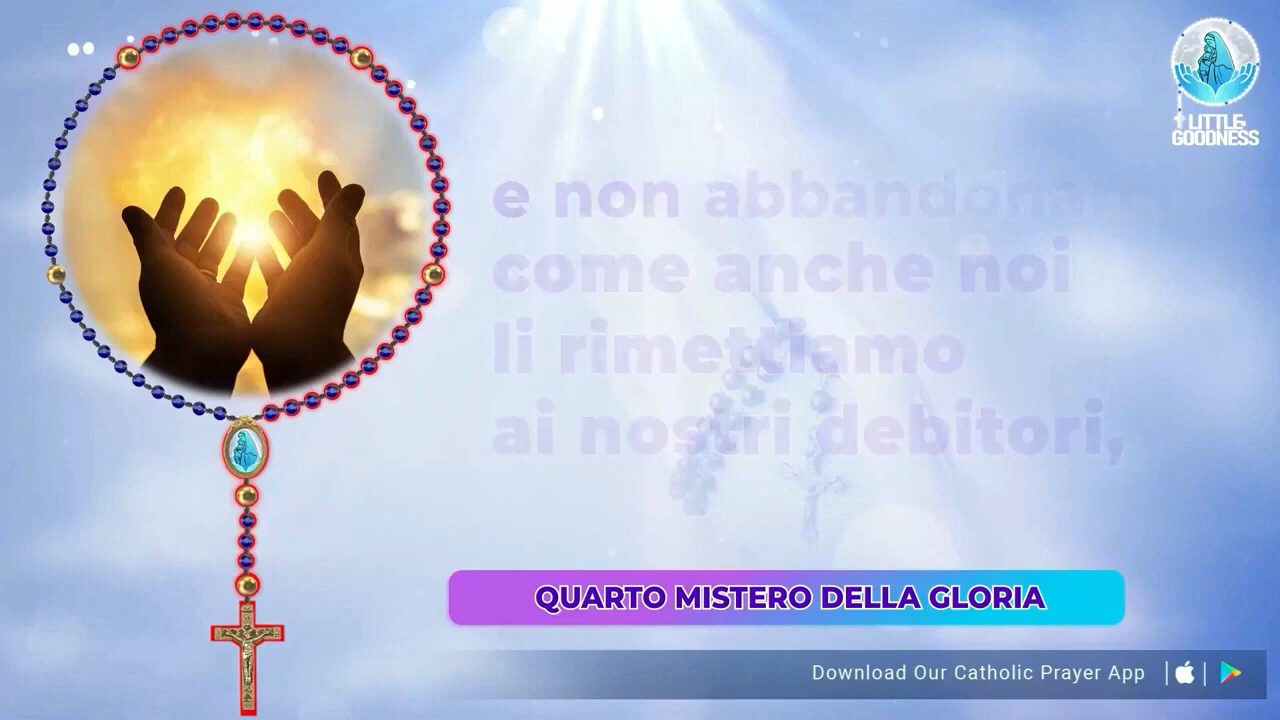 LITTLE
GOODNESS
e non
come anche noi
li rimettiamo
ai nostri debitori,
QUARTO MISTERO DELLA GLORIA
Download Our Catholic Prayer App